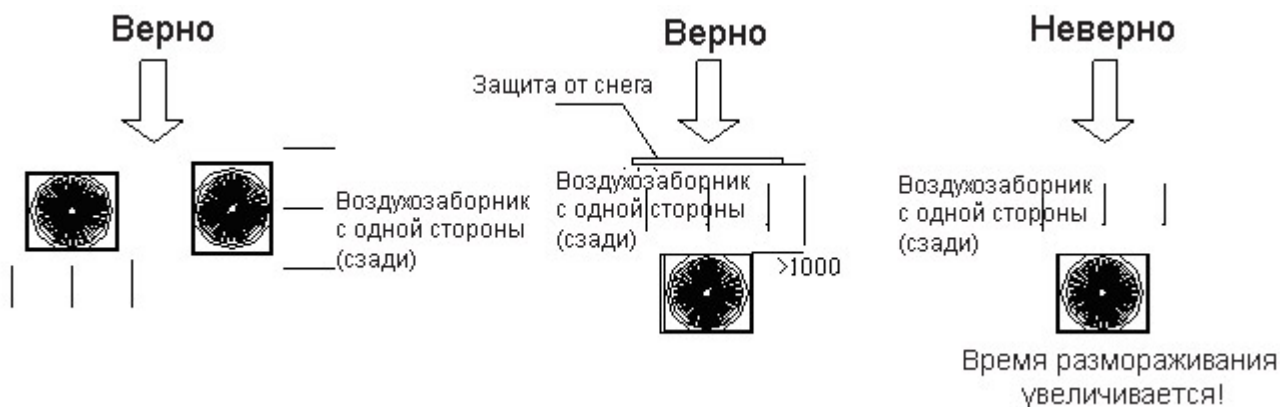 Верно
Воздухозаборник
с одной стороны
(сзади)
Верно
Защита от снега
Воздухозаборник
с одной стороны
(сзади)
>1000
Неверно
Воздухозаборник
с одной стороны
(сзади)
Время размораживания
увеличивается!